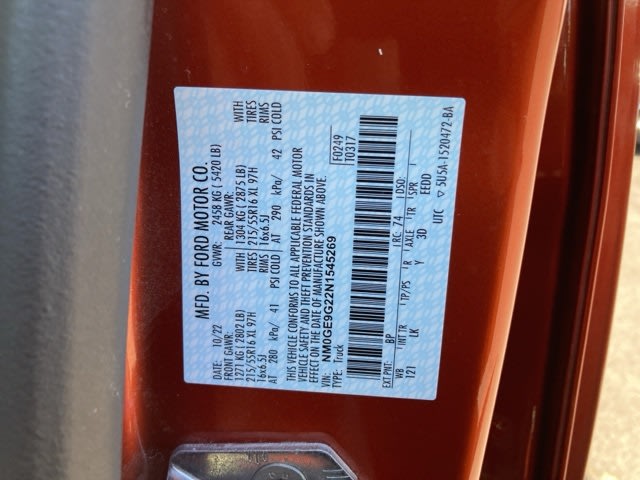 MFD. BY FORD MOTOR CO.
DATE: 10/22 GVWR: 2458 KG ( 5420 LB)
FRONT GAWR: REAR GAWR:
1271 KG ( 2802 LB) 1304 KG ( 2875 LB) WITH
215/55R16 XL 97H WITH TIRES 215/55R16 XL 97H TIRES
16x6.5J RIMS 16x6.5J RIMS
AT 280 kPa/ 41 PSI COLD AT 290 kPa/ 42 PSI COLD
THIS VEHICLE CONFORMS TO ALL APPLICABLE FEDERAL MOTOR
VEHICLE SAFETY AND THEFT PREVENTION STANDARDS IN
EFFECT ON THE DATE OF MANUFACTURE SHOWN ABOVE.
VIN: NM0GE9G22N1545269
TYPE: Truck
F0249
T0317
EXT PNT: BP RC: 74 DSO:
WB INT TR TP/PS R AXLE TR SPR
121 LK Y 3D EEDD
UTC ▽ 5U5A-1520472-BA